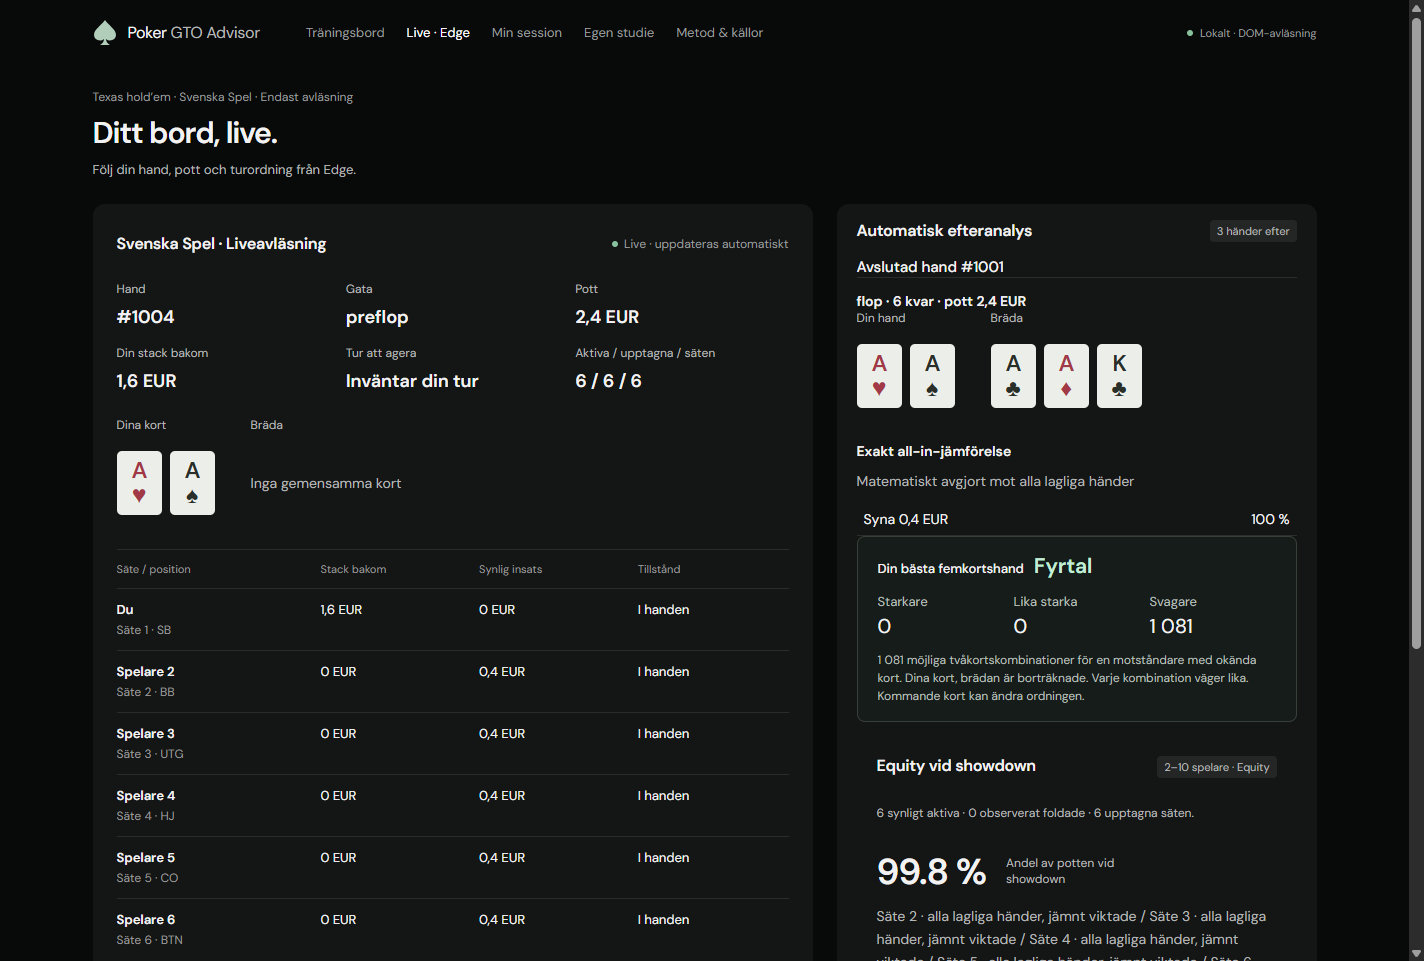 Poker GTO Advisor
Träningsbord
Live · Edge
Min session
Egen studie
Metod & källor
Lokalt · DOM-avläsning
Texas hold'em · Svenska Spel · Endast avläsning
Ditt bord, live.
Följ din hand, pott och turordning från Edge.
Svenska Spel · Liveavläsning
Live · uppdateras automatiskt
Hand
Gata
Pott
#1004
preflop
2,4 EUR
Din stack bakom
Tur att agera
Aktiva / upptagna / säten
1,6 EUR
Inväntar din tur
6 / 6 / 6
Dina kort
Bräda
A♥
A♠
Inga gemensamma kort
Säte / position
Stack bakom
Synlig insats
Tillstånd
Du
1,6 EUR
0 EUR
I handen
Säte 1 · SB
Spelare 2
0 EUR
0,4 EUR
I handen
Säte 2 · BB
Spelare 3
0 EUR
0,4 EUR
I handen
Säte 3 · UTG
Spelare 4
0 EUR
0,4 EUR
I handen
Säte 4 · HJ
Spelare 5
0 EUR
0,4 EUR
I handen
Säte 5 · CO
Spelare 6
0 EUR
0,4 EUR
I handen
Säte 6 · BTN
Automatisk efteranalys
3 händer efter
Avslutad hand #1001
flop · 6 kvar · pott 2,4 EUR
Din hand
Bräda
A♥
A♠
A♣
A♦
K♣
Exakt all-in-jämförelse
Matematiskt avgjort mot alla lagliga händer
Syna 0,4 EUR
100 %
Din bästa femkortshand Fyrtal
Starkare
Lika starka
Svagare
0
0
1 081
1 081 möjliga tvåkortskombinationer för en motståndare med okända
kort. Dina kort, brädan är borträknade. Varje kombination väger lika.
Kommande kort kan ändra ordningen.
Equity vid showdown
2–10 spelare · Equity
6 synligt aktiva · 0 observerat foldade · 6 upptagna säten.
99.8 %
Andel av potten vid
showdown
Säte 2 · alla lagliga händer, jämnt viktade / Säte 3 · alla lagliga
händer, jämnt viktade / Säte 4 · alla lagliga händer, jämnt
viktade / Säte 5 · alla lagliga händer, jämnt viktade / Säte 6